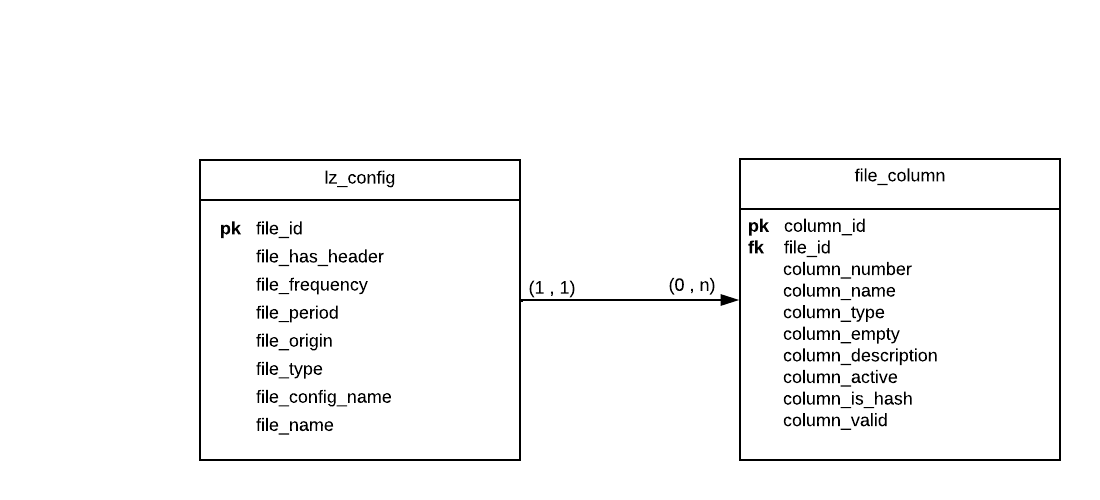 lz_config
pk file_id
file_has_header
file_frequency
file_period
file_origin
file_type
file_config_name
file_name
(1 , 1)
(0 , n)
file_column
pk column_id
fk file_id
column_number
column_name
column_type
column_empty
column_description
column_active
column_is_hash
column_valid